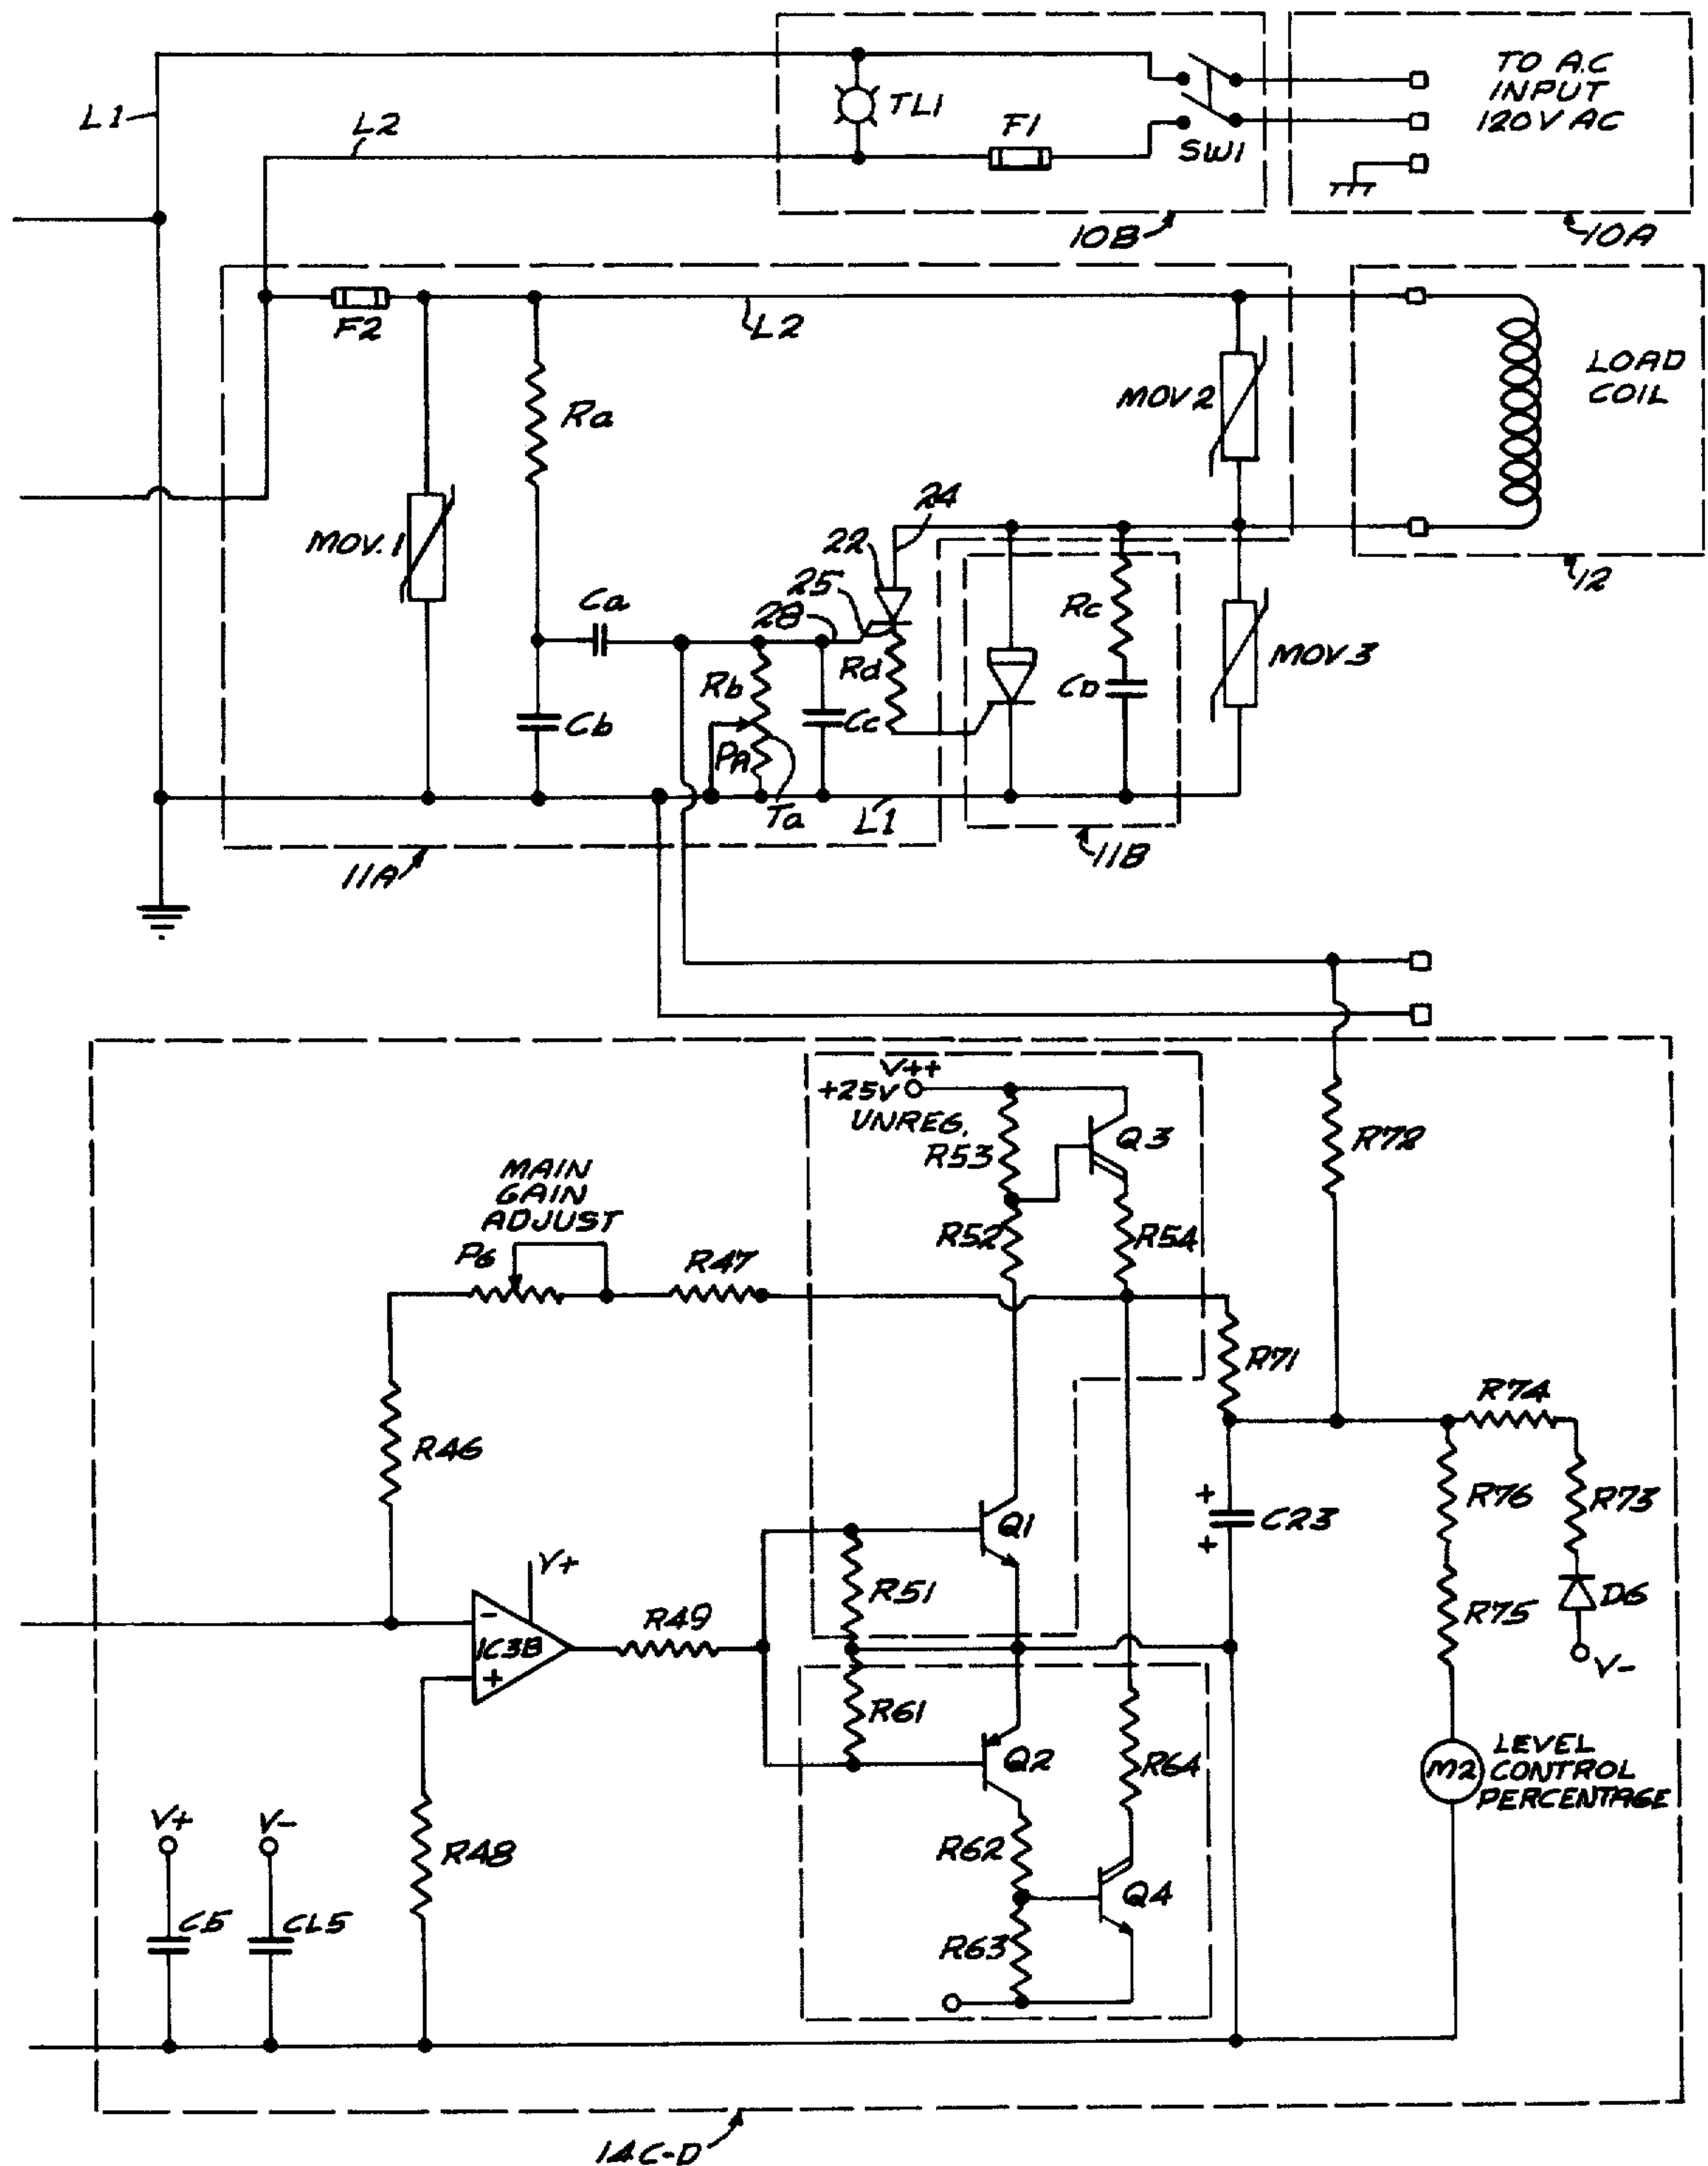 TO A.C
INPUT
120V AC
TL1
F1
SW1
L1
L2
10B
10A
F2
L2
LOAD
COIL
MOV 2
Ra
24
MOV. 1
22
25
28
Ca
Rc
12
Rd
MOV 3
Rb
CD
Cb
Cc
PA
Ta
L1
11A
11B
V++
+25V
UNREG.
Q3
R53
R72
MAIN
GAIN
ADJUST
R52
R54
P6
R47
R71
R74
R46
R76
R73
+
C23
+
Q1
V+
R51
R75
D6
R49
-
IC3B
+
V-
R61
Q2
R64
LEVEL
CONTROL
PERCENTAGE
M2
V+
V-
R48
R62
Q4
C5
CL5
R63
14C-D